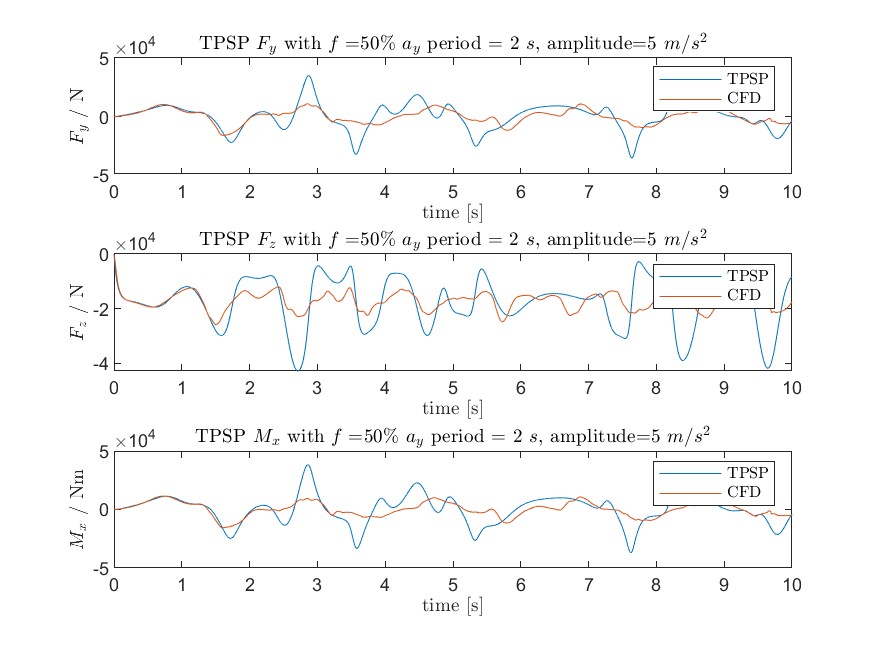 TPSP F_y with f =50% a_y period = 2 s, amplitude=5 m/s²
×10⁴
F_y / N
5
0
-5
TPSP
CFD
0 1 2 3 4 5 6 7 8 9 10
time [s]
TPSP F_z with f =50% a_y period = 2 s, amplitude=5 m/s²
×10⁴
F_z / N
0
-2
-4
TPSP
CFD
0 1 2 3 4 5 6 7 8 9 10
time [s]
TPSP M_x with f =50% a_y period = 2 s, amplitude=5 m/s²
×10⁴
M_x / Nm
5
0
-5
TPSP
CFD
0 1 2 3 4 5 6 7 8 9 10
time [s]